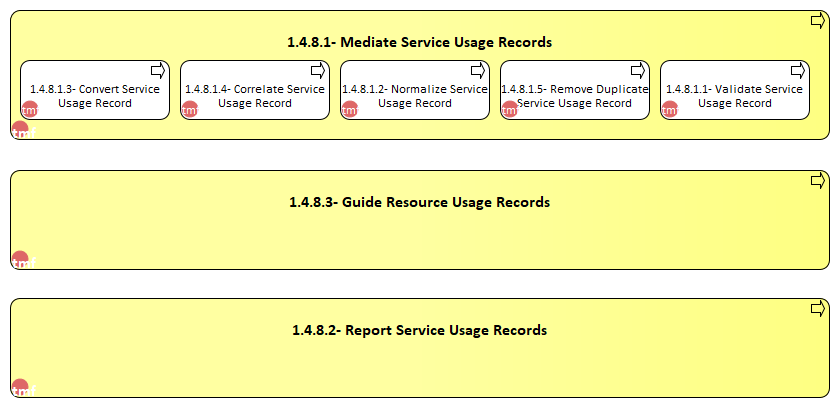 1.4.8.1- Mediate Service Usage Records
1.4.8.1.3- Convert Service
Usage Record
tmf
1.4.8.1.4- Correlate Service
Usage Record
tmf
1.4.8.1.2- Normalize Service
Usage Record
tmf
1.4.8.1.5- Remove Duplicate
Service Usage Record
tmf
1.4.8.1.1- Validate Service
Usage Record
tmf
tmf
1.4.8.3- Guide Resource Usage Records
tmf
1.4.8.2- Report Service Usage Records
tmf